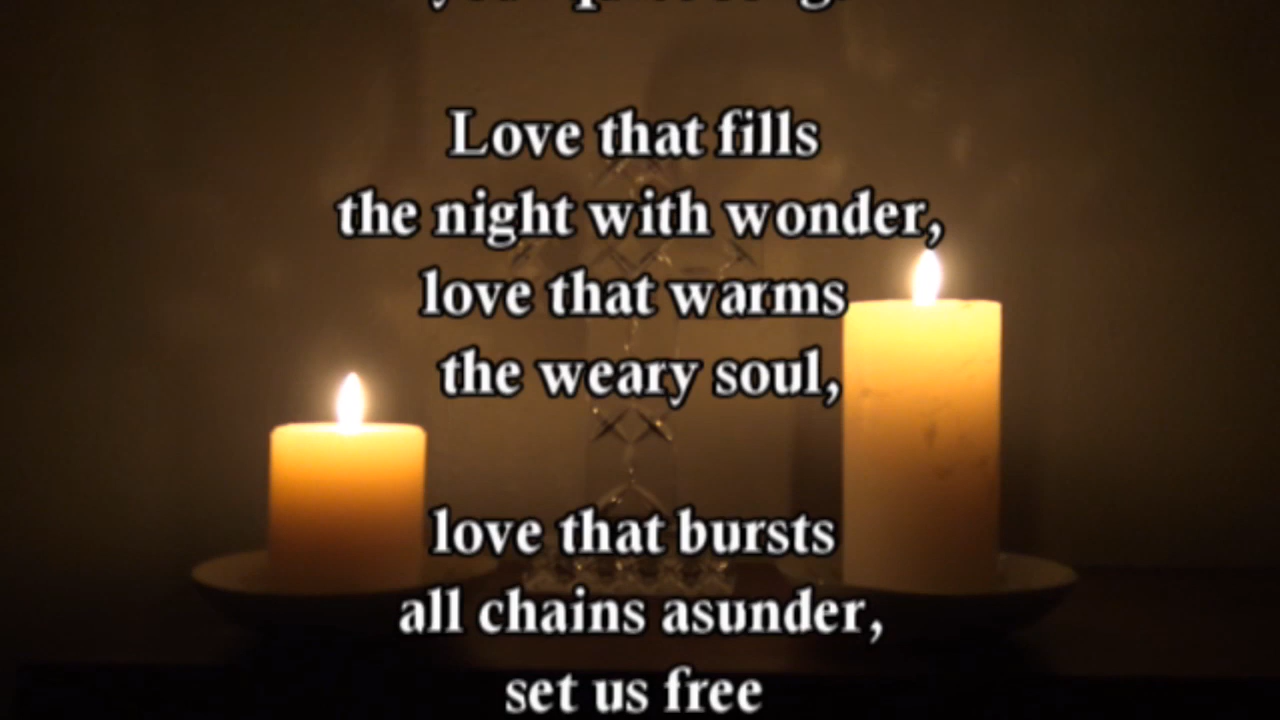 Love that fills
the night with wonder,
love that warms
the weary soul,
love that bursts
all chains asunder,
set us free